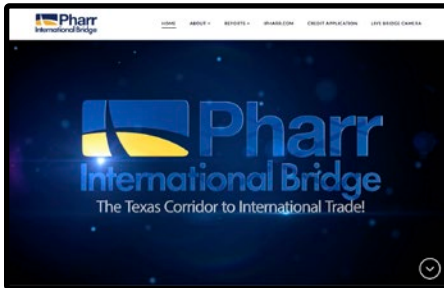 Pharr
International Bridge
HOME ABOUT REPORTS IPHARR.COM CREDIT APPLICATION LIVE BRIDGE CAMERA
Pharr
International Bridge
The Texas Corridor to International Trade!